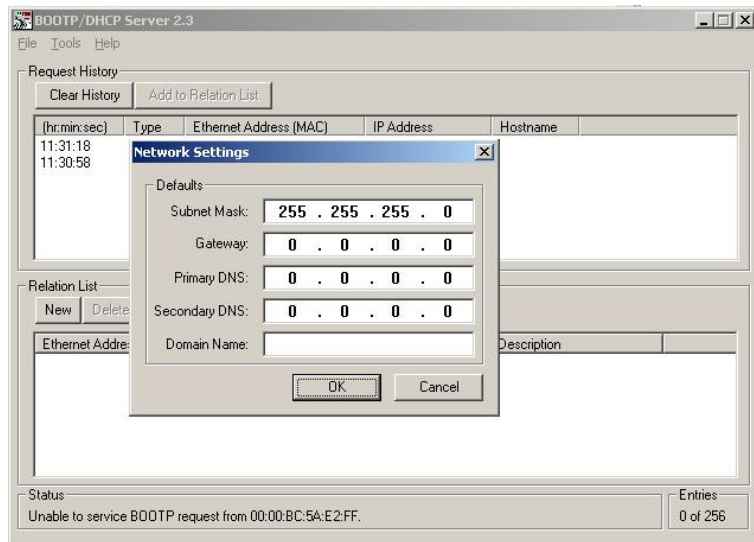 BOOTP/DHCP Server 2.3
File Tools Help
Request History
Clear History Add to Relation List
(hr:min:sec) Type Ethernet Address (MAC) IP Address Hostname
11:31:18
11:30:58
Network Settings
Defaults
Subnet Mask: 255 . 255 . 255 . 0
Gateway: 0 . 0 . 0 . 0
Primary DNS: 0 . 0 . 0 . 0
Secondary DNS: 0 . 0 . 0 . 0
Domain Name:
OK Cancel
Relation List
New Delete
Ethernet Addre Description
Status
Unable to service BOOTP request from 00:00:BC:5A:E2:FF.
Entries
0 of 256